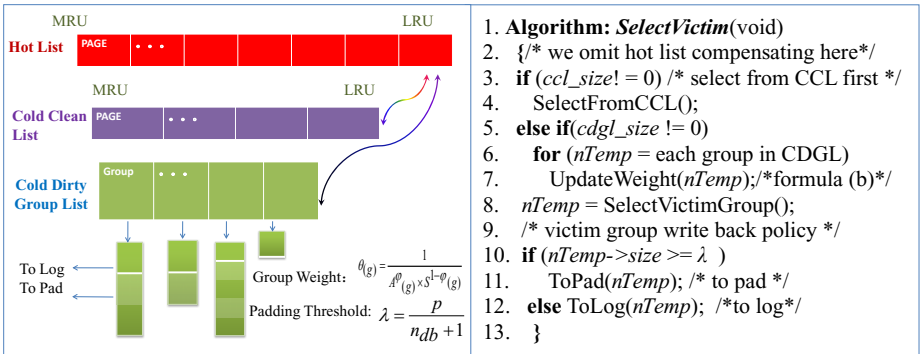 MRU
LRU
Hot List
PAGE
• • •
MRU
LRU
Cold Clean
List
PAGE
• • •
Cold Dirty
Group List
Group
• • •
To Log
To Pad
Group Weight: θ(g) = 1 / A^φ(g) × S^1−φ(g)
Padding Threshold: λ = p / n_db + 1
1. Algorithm: SelectVictim(void)
2. {/* we omit hot list compensating here*/
3. if (ccl_size! = 0) /* select from CCL first */
4. SelectFromCCL();
5. else if(cdgl_size != 0)
6. for (nTemp = each group in CDGL)
7. UpdateWeight(nTemp);/*formula (b)*/
8. nTemp = SelectVictimGroup();
9. /* victim group write back policy */
10. if (nTemp->size >= λ )
11. ToPad(nTemp); /* to pad */
12. else ToLog(nTemp); /*to log*/
13. }